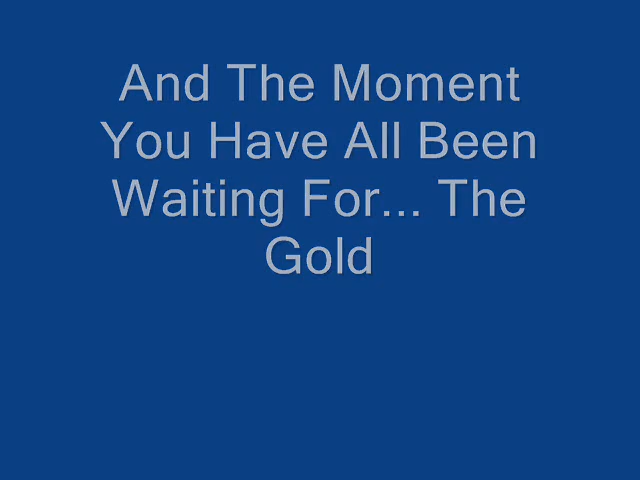 And The Moment
You Have All Been
Waiting For... The
Gold